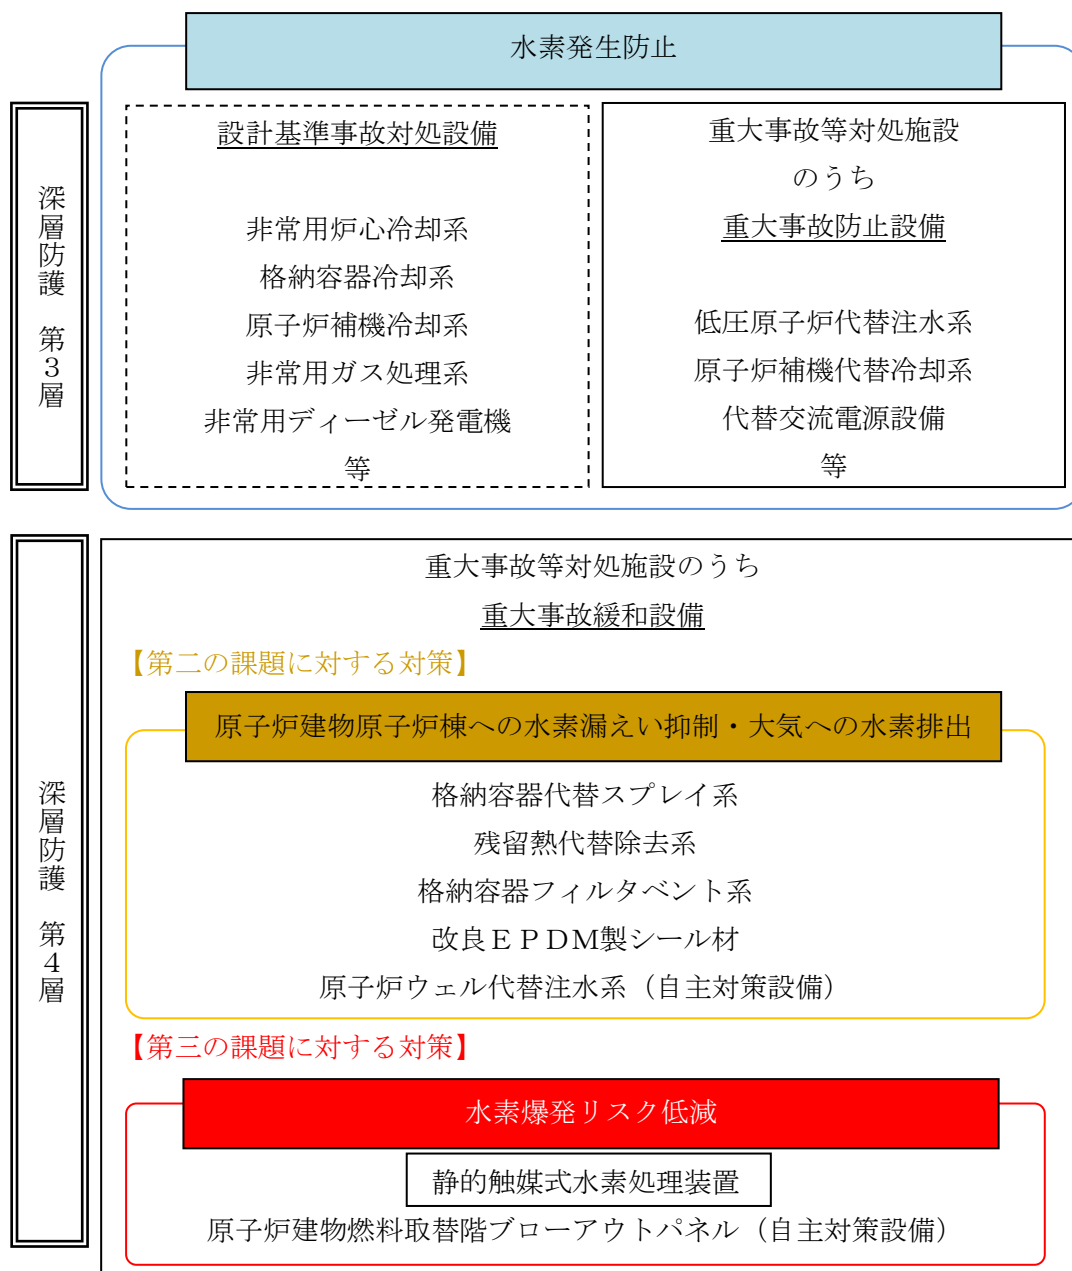 水素発生防止
深層防護　第３層
設計基準事故対処設備
非常用炉心冷却系
格納容器冷却系
原子炉補機冷却系
非常用ガス処理系
非常用ディーゼル発電機
等
重大事故等対処施設
のうち
重大事故防止設備
低圧原子炉代替注水系
原子炉補機代替冷却系
代替交流電源設備
等
深層防護　第４層
重大事故等対処施設のうち
重大事故緩和設備
【第二の課題に対する対策】
原子炉建物原子炉棟への水素漏えい抑制・大気への水素排出
格納容器代替スプレイ系
残留熱代替除去系
格納容器フィルタベント系
改良ＥＰＤＭ製シール材
原子炉ウェル代替注水系（自主対策設備）
【第三の課題に対する対策】
水素爆発リスク低減
静的触媒式水素処理装置
原子炉建物燃料取替階ブローアウトパネル（自主対策設備）